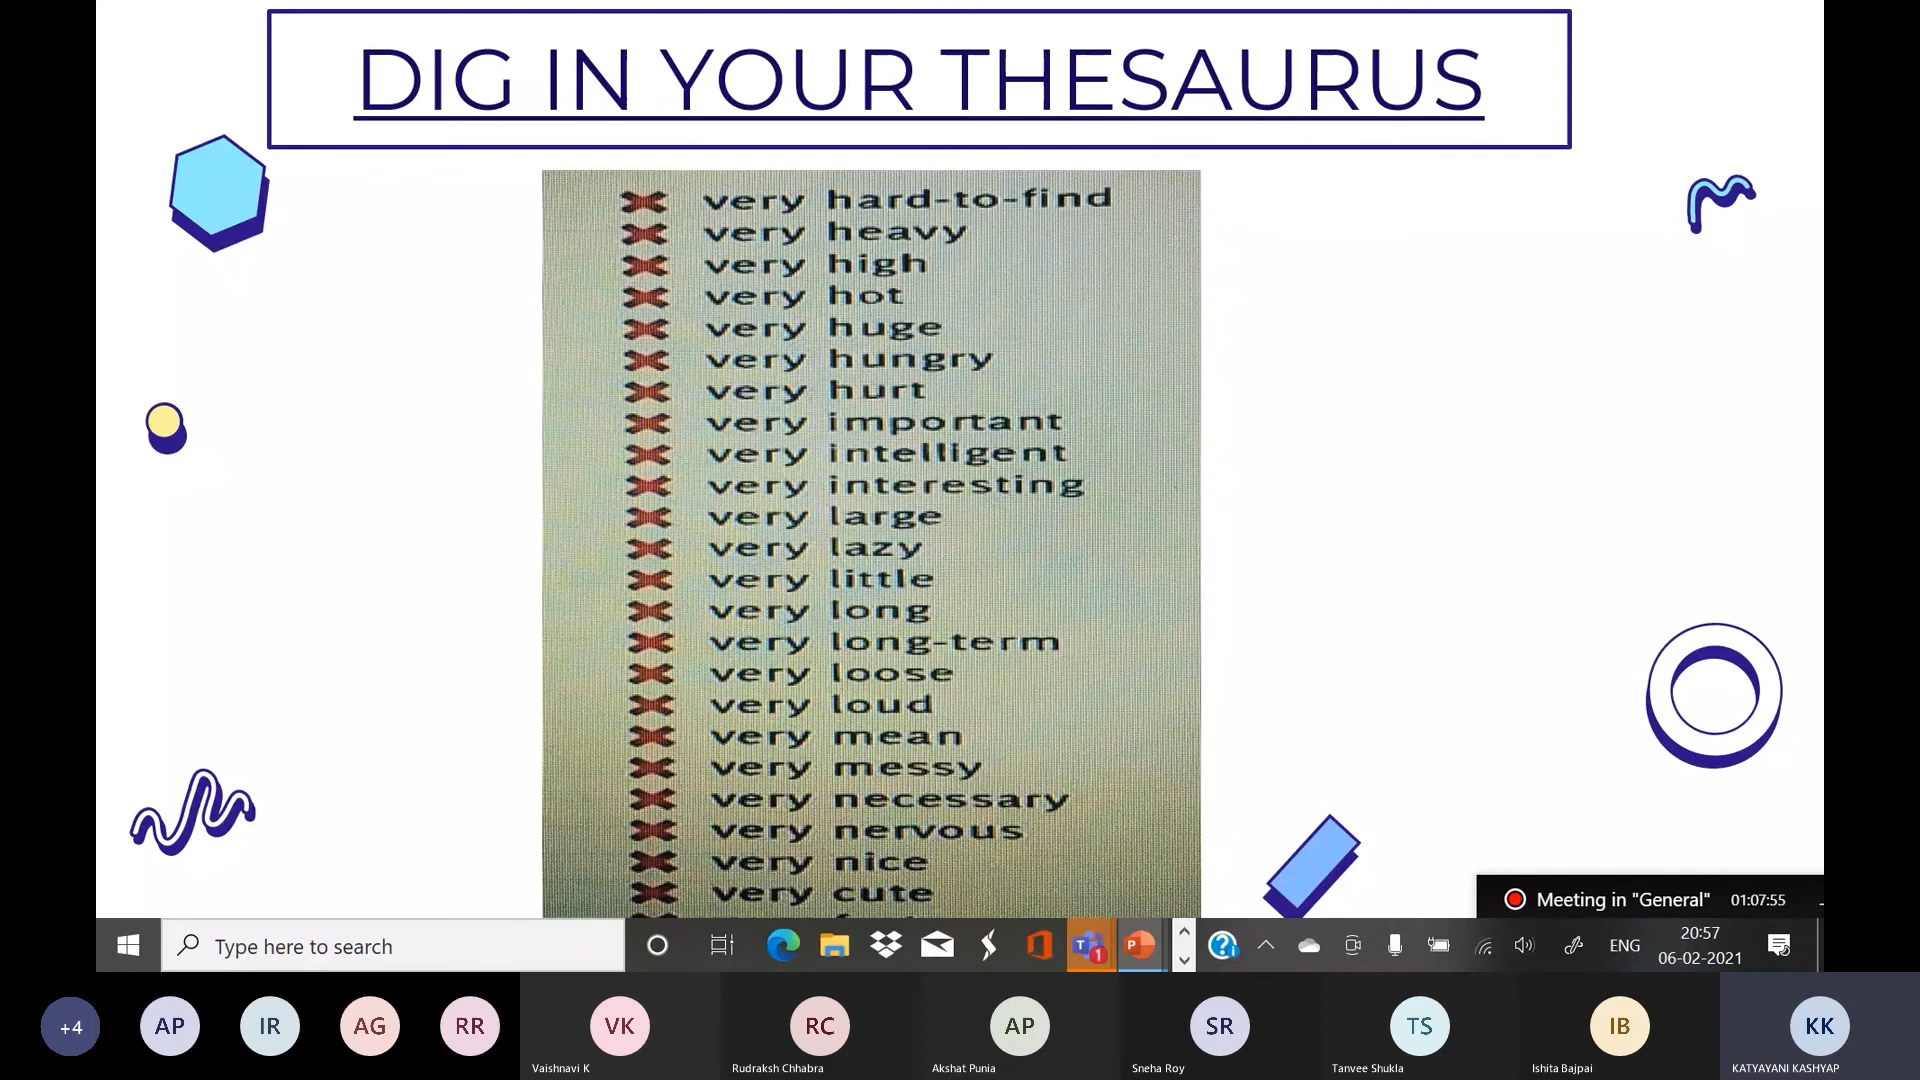 DIG IN YOUR THESAURUS
very hard-to-find
very heavy
very high
very hot
very huge
very hungry
very hurt
very important
very intelligent
very interesting
very large
very lazy
very little
very long
very long-term
very loose
very loud
very mean
very messy
very necessary
very nervous
very nice
very cute
Meeting in "General" 01:07:55
Type here to search
T 1
P
ENG
20:57
06-02-2021
+4
AP
IR
AG
RR
VK
RC
AP
SR
TS
IB
KK
Vaishnavi K
Rudraksh Chhabra
Akshat Punia
Sneha Roy
Tanvee Shukla
Ishita Bajpai
KATYAYANI KASHYAP